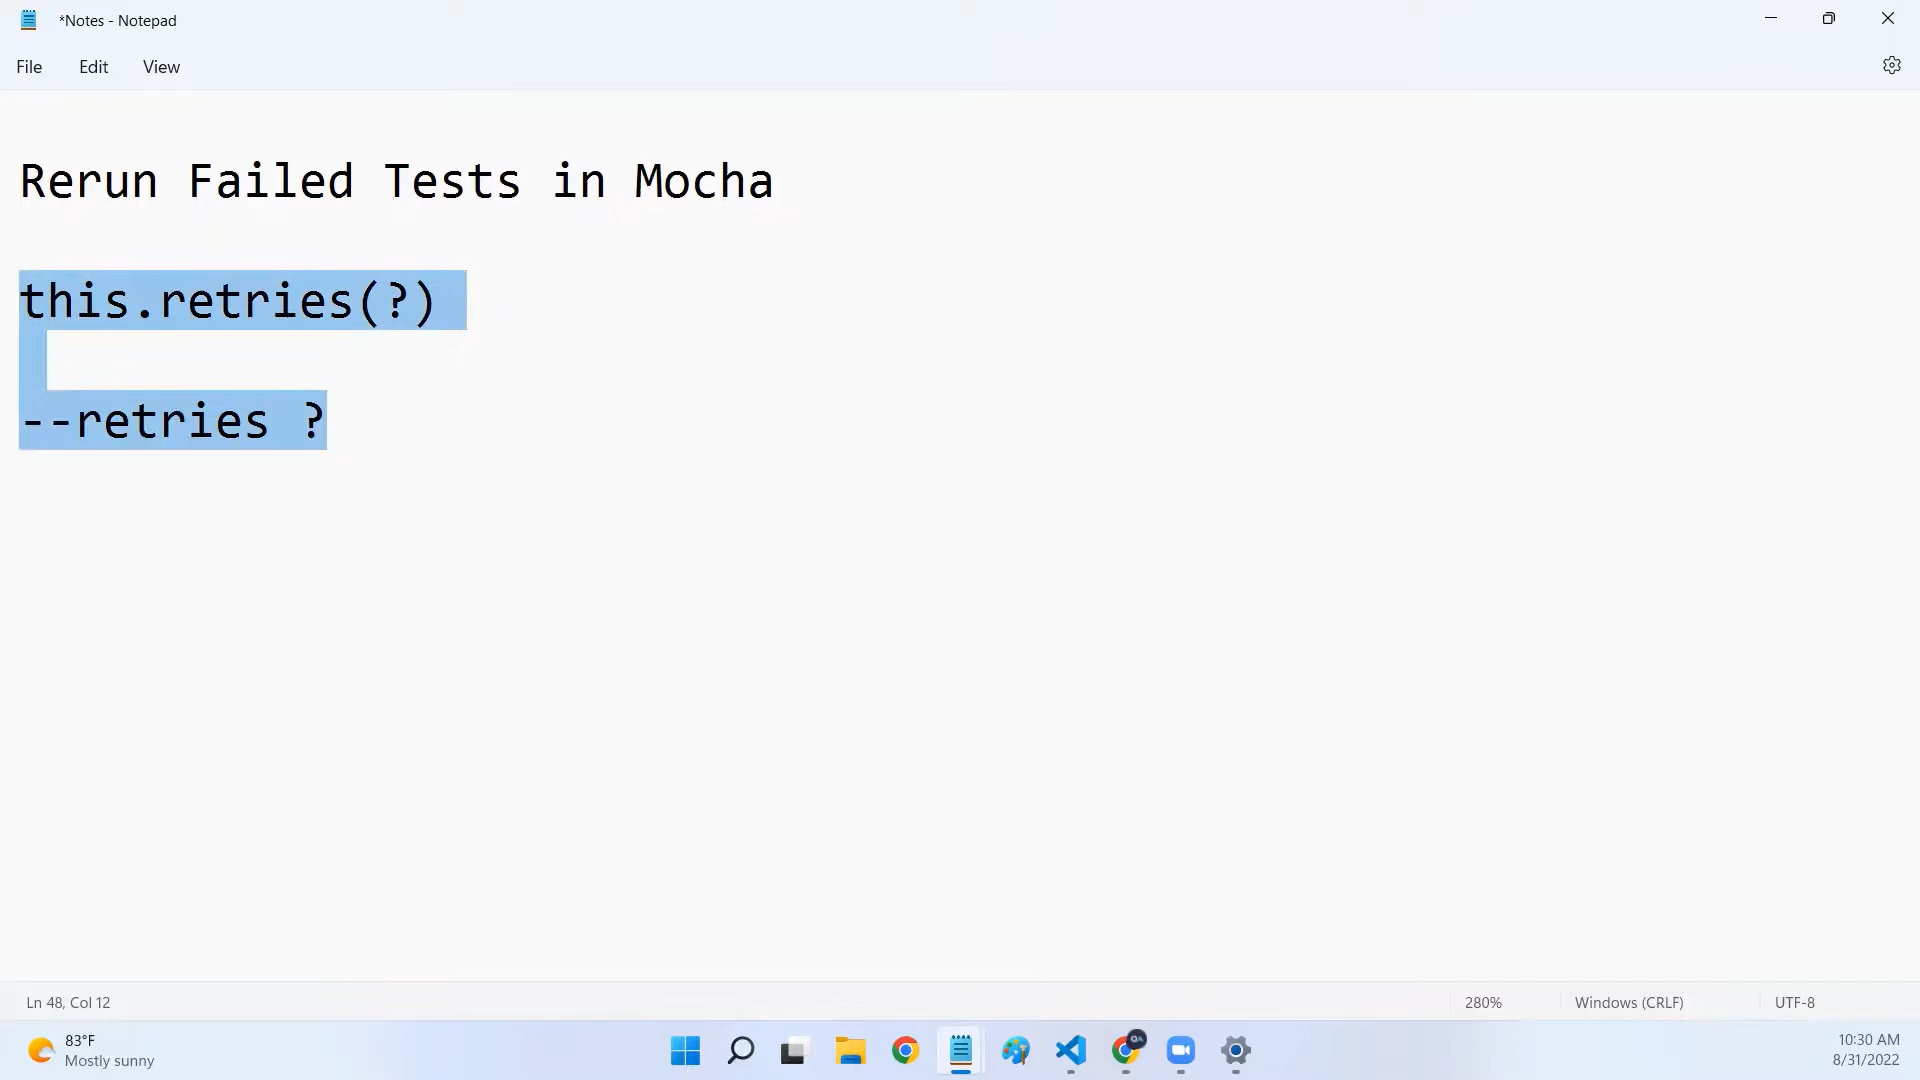 *Notes - Notepad
File Edit View
Rerun Failed Tests in Mocha
this.retries(?)
--retries ?
Ln 48, Col 12 280% Windows (CRLF) UTF-8
83°F
Mostly sunny
QA
10:30 AM
8/31/2022